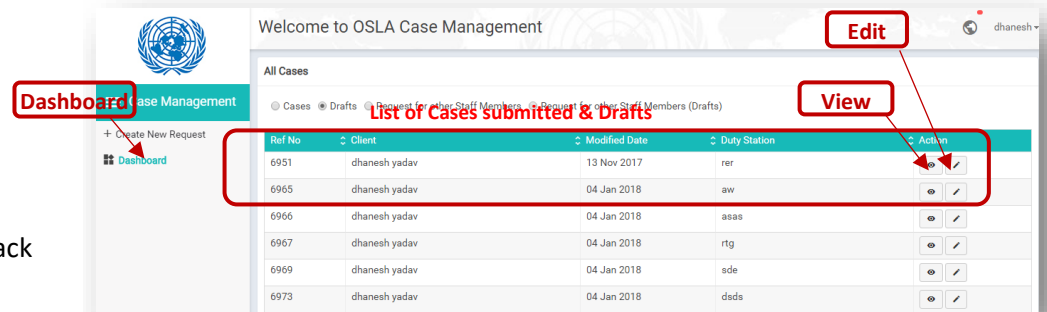 Welcome to OSLA Case Management
Edit
dhanesh
All Cases
Dashboard
Case Management
Cases Drafts Request for other Staff Members Request for other Staff Members (Drafts)
List of Cases submitted & Drafts
View
+ Create New Request
Dashboard
Ref No Client Modified Date Duty Station Action
6951 dhanesh yadav 13 Nov 2017 rer
6965 dhanesh yadav 04 Jan 2018 aw
6966 dhanesh yadav 04 Jan 2018 asas
ack
6967 dhanesh yadav 04 Jan 2018 rtg
6969 dhanesh yadav 04 Jan 2018 sde
6973 dhanesh yadav 04 Jan 2018 dsds